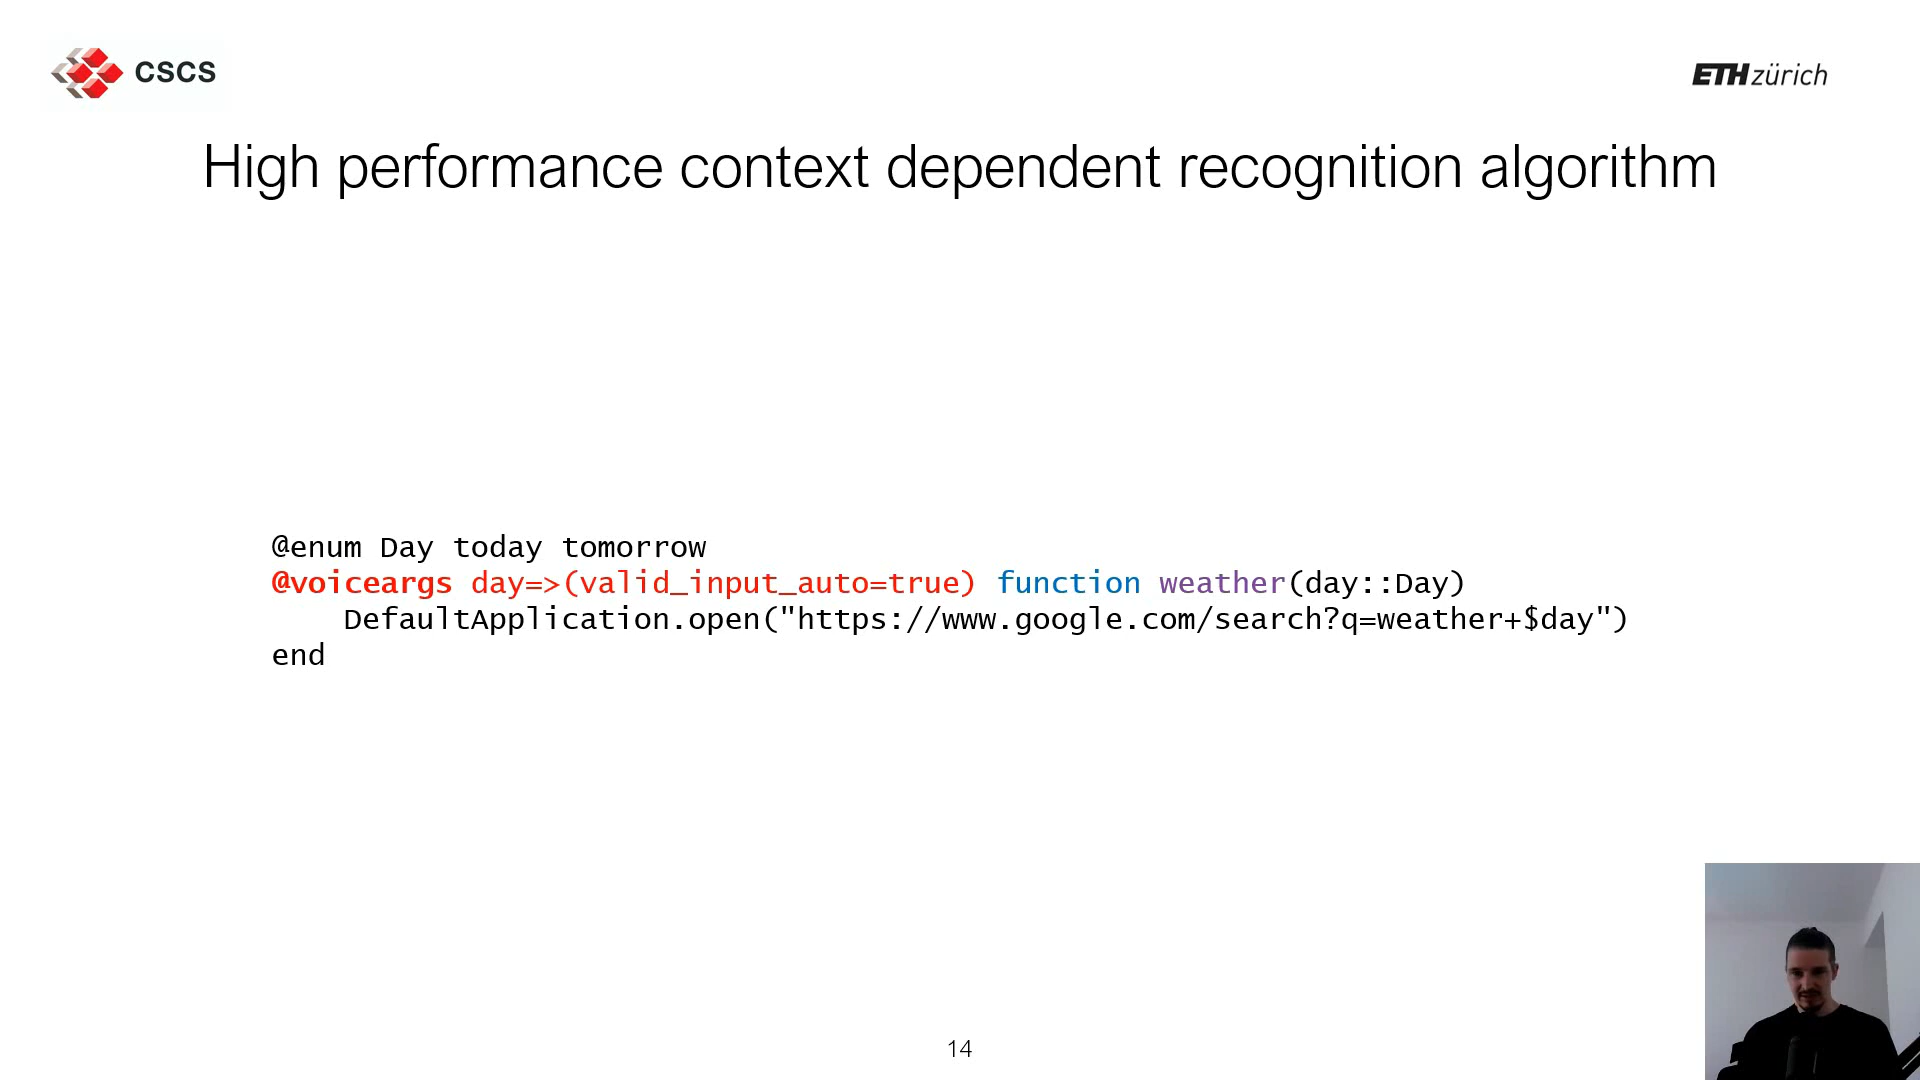 CSCS
ETHzürich
High performance context dependent recognition algorithm
@enum Day today tomorrow
@voiceargs day=>(valid_input_auto=true) function weather(day::Day)
    DefaultApplication.open("https://www.google.com/search?q=weather+$day")
end
14